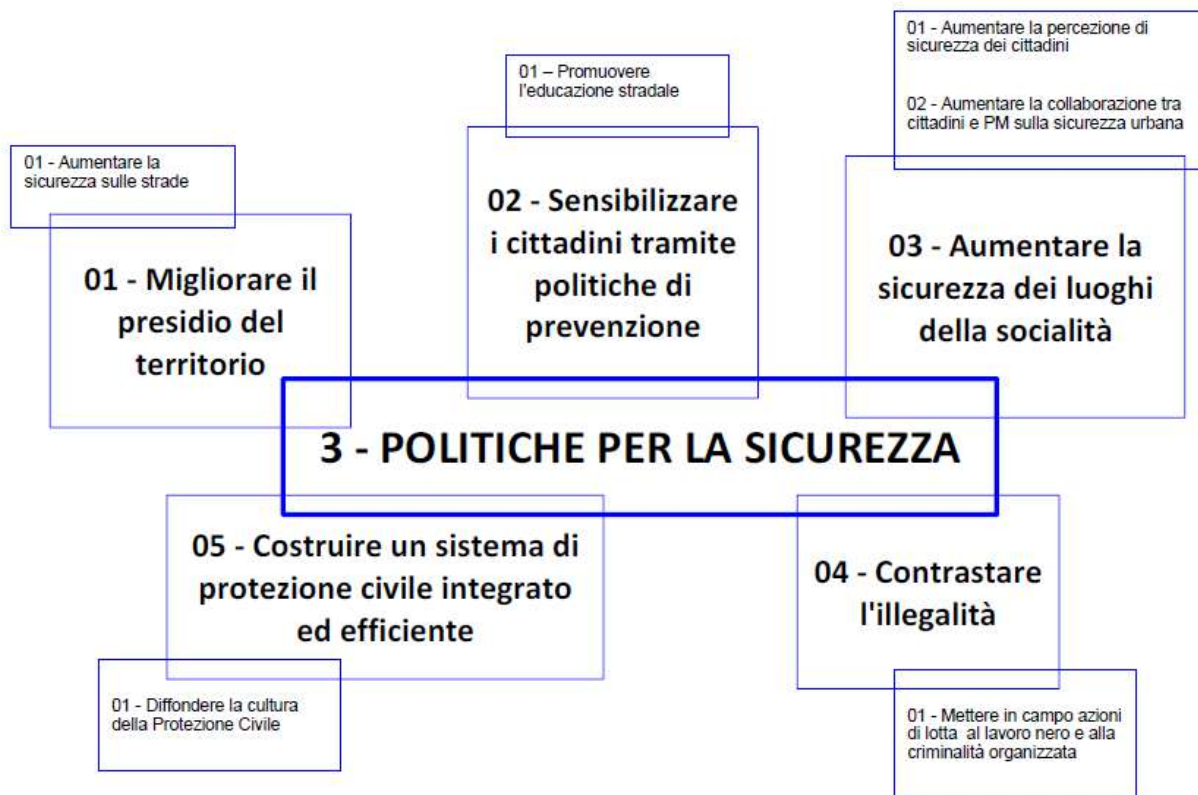 01 - Aumentare la
sicurezza sulle strade
01 - Migliorare il
presidio del
territorio
01 – Promuovere
l'educazione stradale
02 - Sensibilizzare
i cittadini tramite
politiche di
prevenzione
01 - Aumentare la percezione di
sicurezza dei cittadini
02 - Aumentare la collaborazione tra
cittadini e PM sulla sicurezza urbana
03 - Aumentare la
sicurezza dei luoghi
della socialità
3 - POLITICHE PER LA SICUREZZA
05 - Costruire un sistema di
protezione civile integrato
ed efficiente
01 - Diffondere la cultura
della Protezione Civile
04 - Contrastare
l'illegalità
01 - Mettere in campo azioni
di lotta al lavoro nero e alla
criminalità organizzata